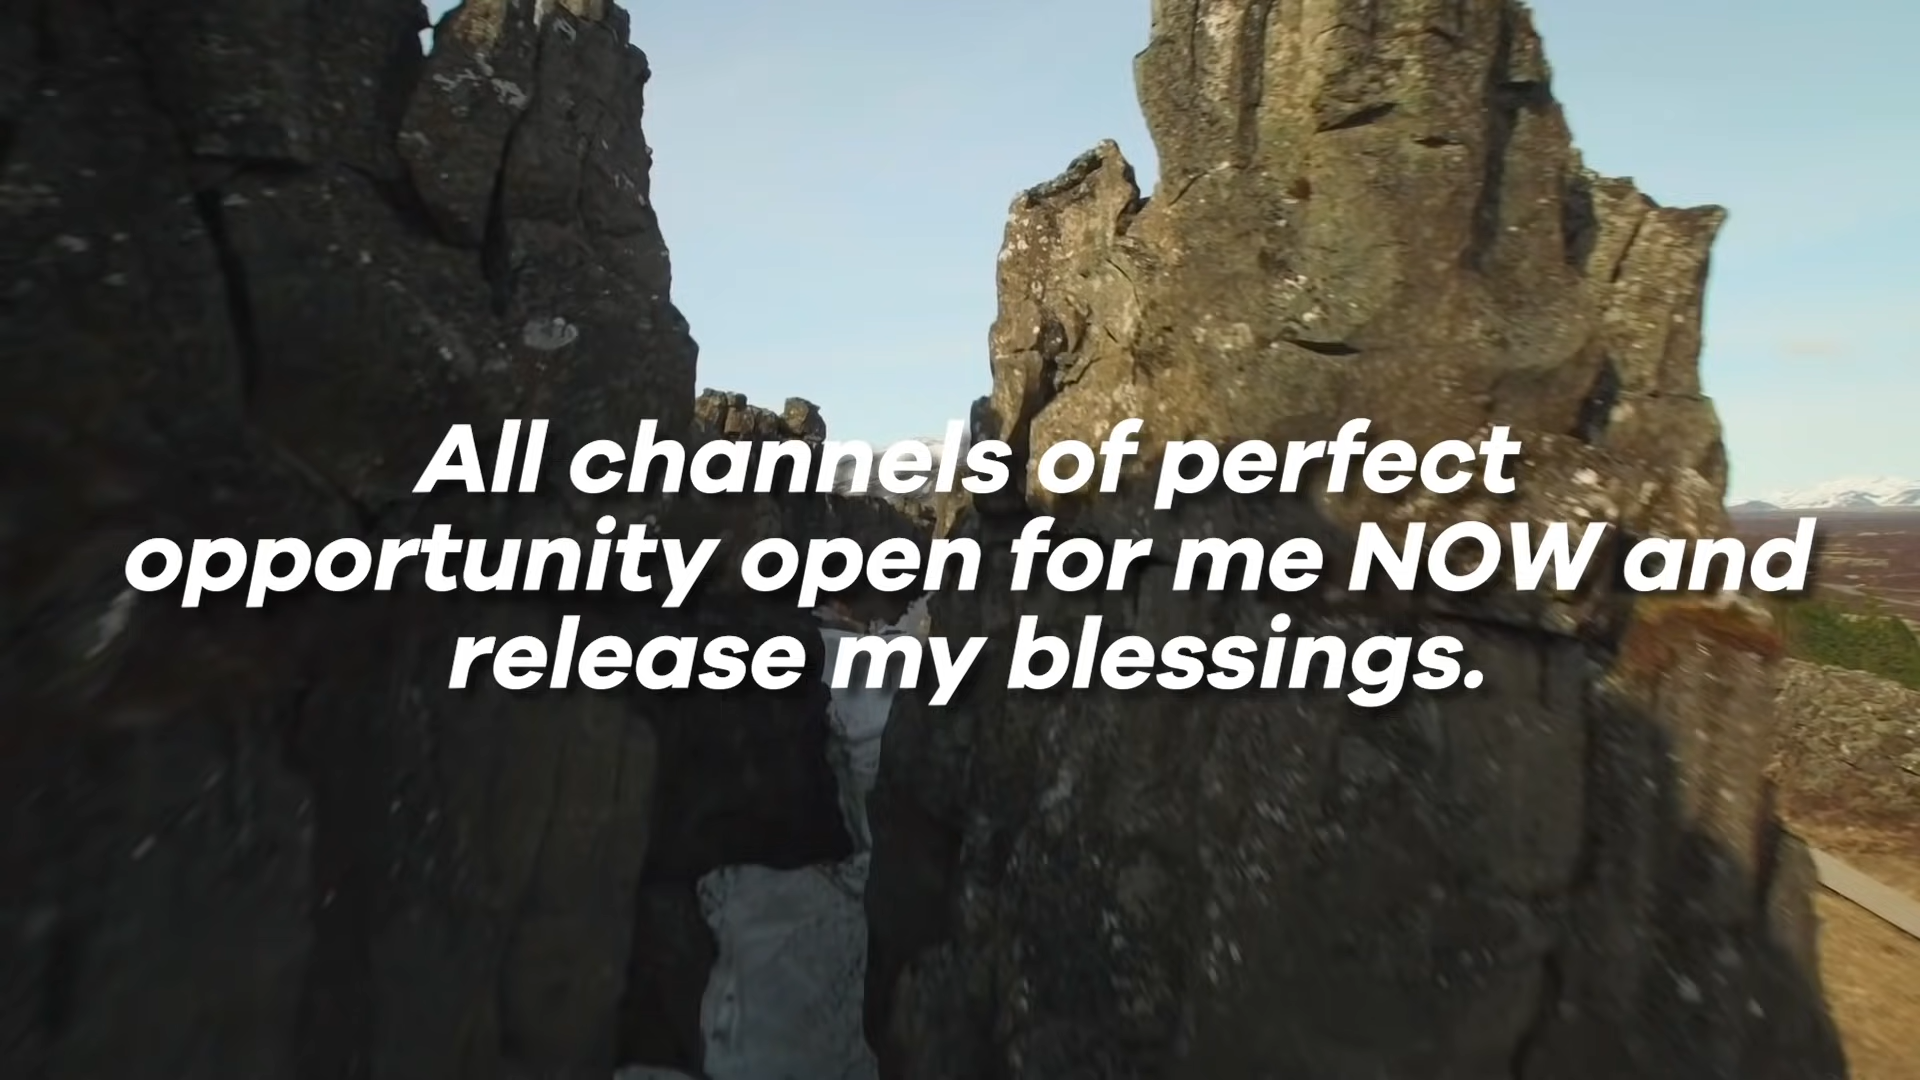 All channels of perfect
opportunity open for me NOW and
release my blessings.